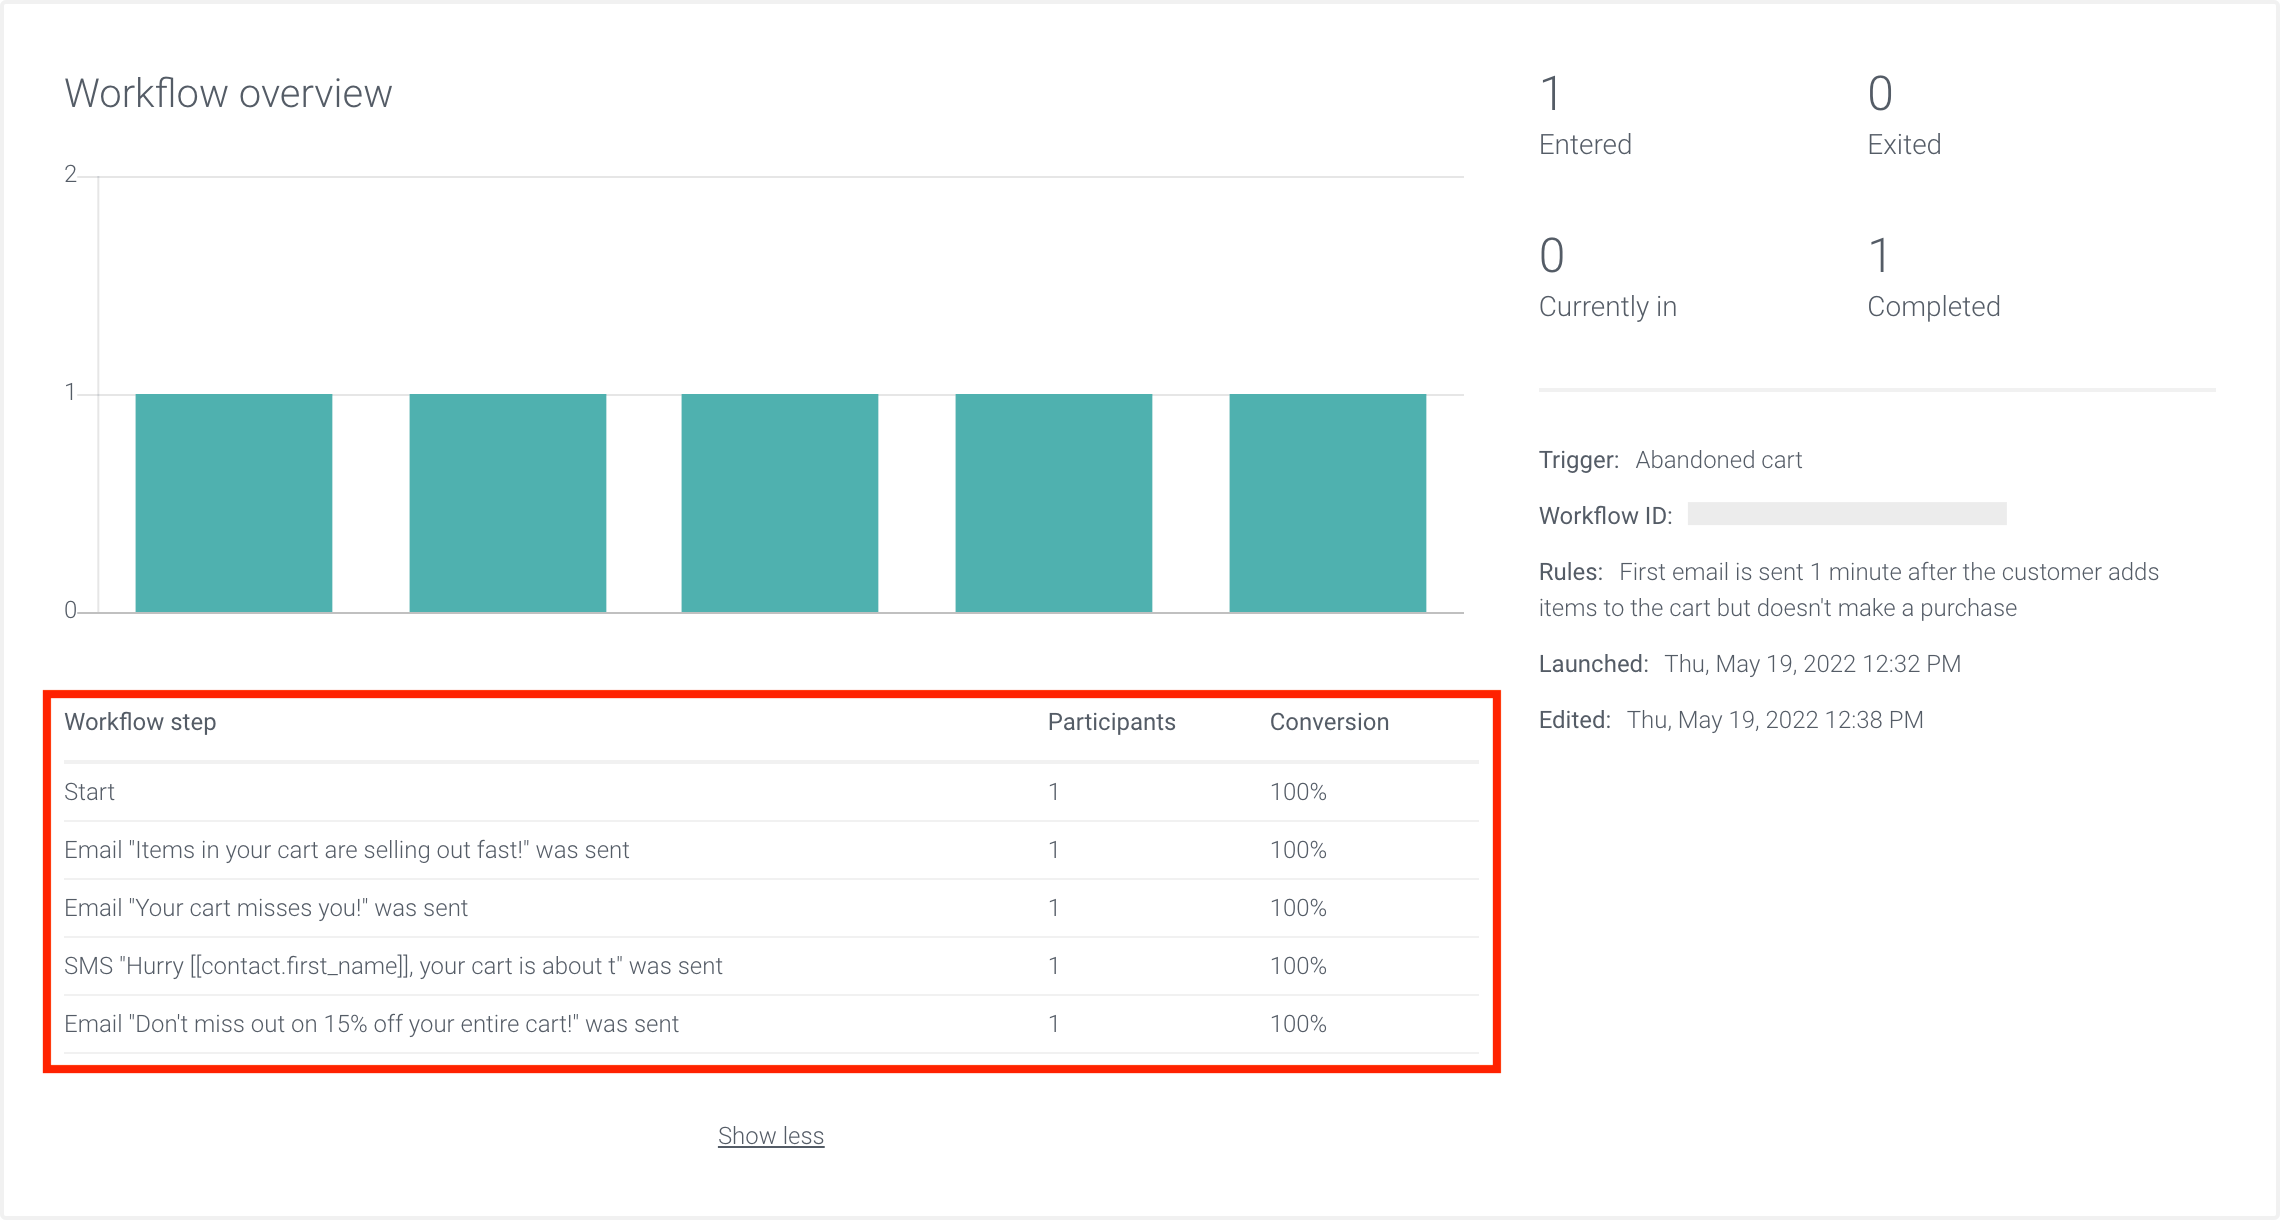 Workflow overview
2
1
0
Workflow step Participants Conversion
Start 1 100%
Email "Items in your cart are selling out fast!" was sent 1 100%
Email "Your cart misses you!" was sent 1 100%
SMS "Hurry [[contact.first_name]], your cart is about t" was sent 1 100%
Email "Don't miss out on 15% off your entire cart!" was sent 1 100%
Show less
1 0
Entered Exited
0 1
Currently in Completed
Trigger: Abandoned cart
Workflow ID:
Rules: First email is sent 1 minute after the customer adds
items to the cart but doesn't make a purchase
Launched: Thu, May 19, 2022 12:32 PM
Edited: Thu, May 19, 2022 12:38 PM